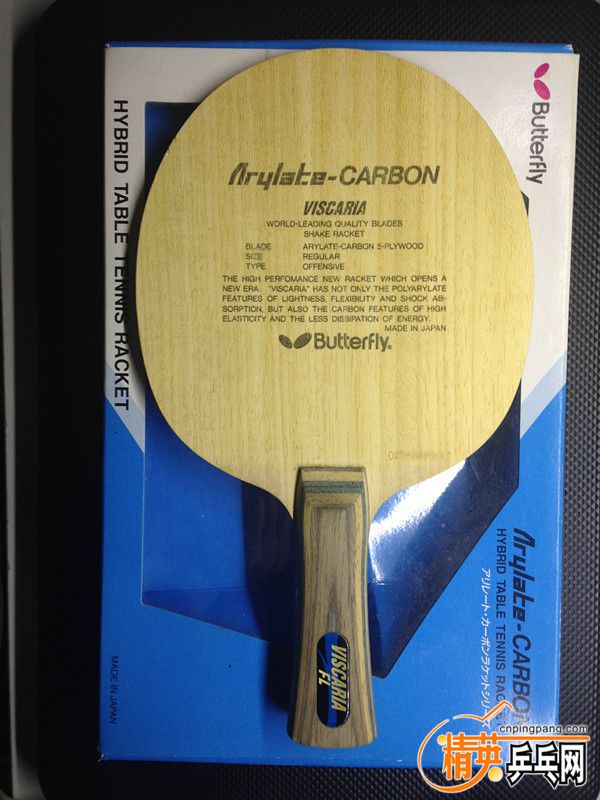 Arylate-CARBON
VISCARIA
WORLD-LEADING QUALITY BLADES
SHAKE RACKET
BLADE ARYLATE-CARBON 5-PLYWOOD
SIZE REGULAR
TYPE OFFENSIVE
THE HIGH PERFOMANCE NEW RACKET WHICH OPENS A
NEW ERA. "VISCARIA" HAS NOT ONLY THE POLYARYLATE
FEATURES OF LIGHTNESS, FLEXIBILITY AND SHOCK AB-
SORPTION, BUT ALSO THE CARBON FEATURES OF HIGH
ELASTICITY AND THE LESS DISSIPATION OF ENERGY.
MADE IN JAPAN
Butterfly®
VISCARIA
FL
Butterfly
HYBRID TABLE TENNIS RACKET
Arylate-CARBON
HYBRID TABLE TENNIS RACKET
アリレート・カーボンラケットシリーズ
MADE IN JAPAN
cnpingpang.com
精英乒乓网